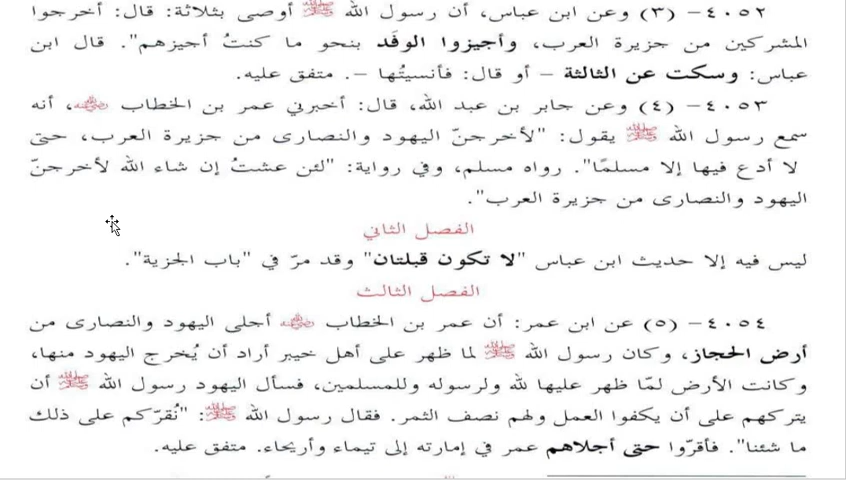 ٤٠٥٢- (٣) وعن ابن عباس، أن رسول الله ﷺ أوصى بثلاثة: قال: أخرجوا
المشركين من جزيرة العرب، وأجيزوا الوفَد بنحو ما كنتُ أجيزهم". قال ابن
عباس: وسكت عن الثالثة – أو قال: فأنسيتُها –. متفق عليه.
٤٠٥٣- (٤) وعن جابر بن عبد الله، قال: أخبرني عمر بن الخطاب رضي الله عنه، أنه
سمع رسول الله ﷺ يقول: "لأخرجنّ اليهود والنصارى من جزيرة العرب، حتى
لا أدع فيها إلا مسلمًا". رواه مسلم، وفي رواية: "لئن عشتُ إن شاء الله لأخرجنّ
اليهود والنصارى من جزيرة العرب".
الفصل الثاني
ليس فيه إلا حديث ابن عباس "لا تكون قبلتان" وقد مرّ في "باب الجزية".
الفصل الثالث
٤٠٥٤- (٥) عن ابن عمر: أن عمر بن الخطاب رضي الله عنه أجلى اليهود والنصارى من
أرض الحجاز، وكان رسول الله ﷺ لما ظهر على أهل خيبر أراد أن يُخرج اليهود منها،
وكانت الأرض لمّا ظهر عليها لله ولرسوله وللمسلمين، فسأل اليهود رسول الله ﷺ أن
يتركهم على أن يكفوا العمل ولهم نصف الثمر. فقال رسول الله ﷺ: "نُقرّكم على ذلك
ما شئنا". فأقرّوا حتى أجلاهم عمر في إمارته إلى تيماء وأريحاء. متفق عليه.